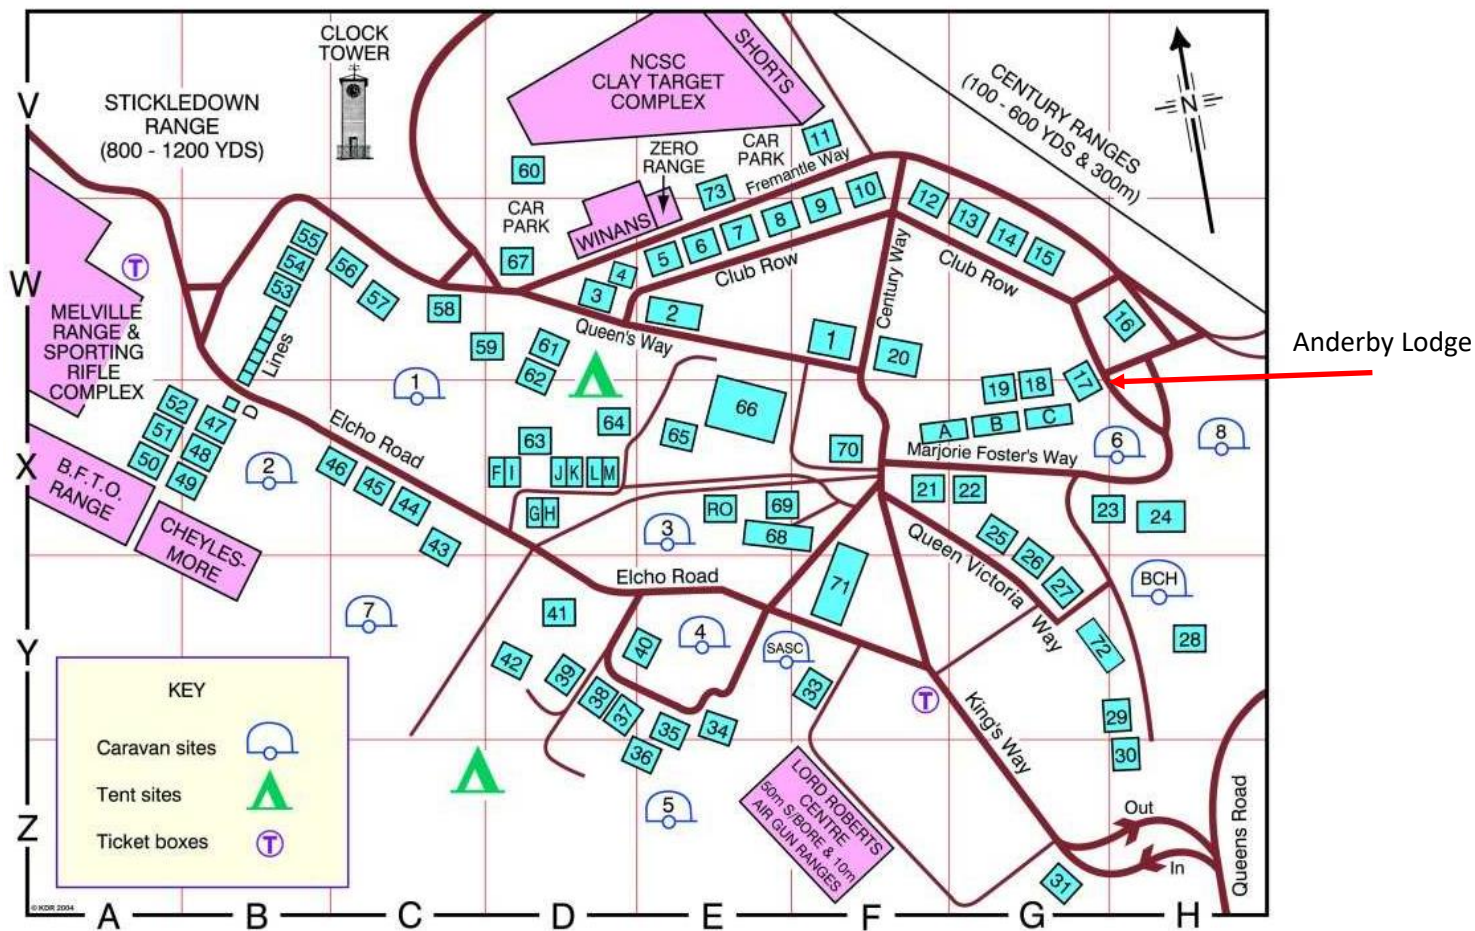 CLOCK
TOWER
STICKLEDOWN
RANGE
(800 - 1200 YDS)
NCSC
CLAY TARGET
COMPLEX
SHORTS
CENTURY RANGES
(100 - 600 YDS & 300m)
N
V
60
ZERO
RANGE
CAR
PARK
11
Fremantle Way
73
CAR
PARK
WINANS
67
4
3
5
6
7
8
9
10
12
13
14
15
Club Row
Club Row
Century Way
W
T
MELVILLE
RANGE &
SPORTING
RIFLE
COMPLEX
55
54
53
56
57
58
59
D
Lines
2
Queen's Way
1
20
16
Anderby Lodge
61
62
1
19
18
17
A
B
C
Marjorie Foster's Way
6
8
X
52
51
50
47
48
49
B.F.T.O.
RANGE
CHEYLES-
MORE
2
Elcho Road
46
45
44
43
63
64
65
66
70
F I
J K L M
G H
3
RO
69
68
21
22
23
24
25
26
27
Queen Victoria
Way
BCH
Elcho Road
71
7
41
42
39
40
4
SASC
33
38
37
36
35
34
72
28
29
30
T
King's Way
Y
KEY
Caravan sites
Tent sites
Ticket boxes
T
5
LORD ROBERTS
CENTRE
50m S/BORE & 10m
AIR GUN RANGES
Out
In
31
Queens Road
Z
© KDR 2004
A B C D E F G H